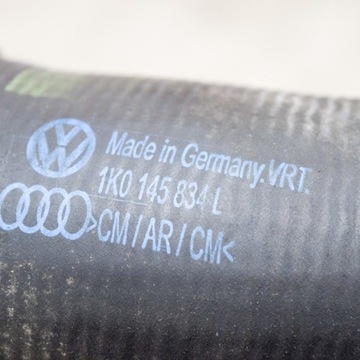 Made in Germany.VRT.
1K0 145 834 L
>CM/AR/CM<